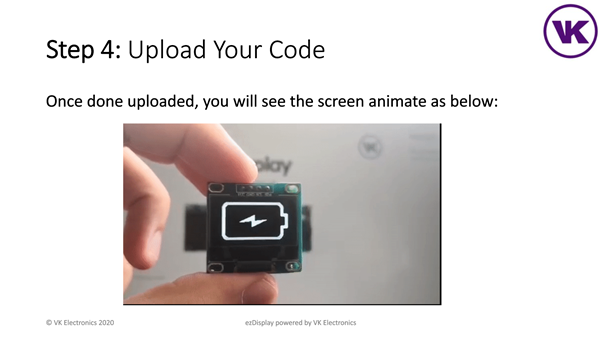 VK
Step 4: Upload Your Code
Once done uploaded, you will see the screen animate as below:
play
© VK Electronics 2020
ezDisplay powered by VK Electronics